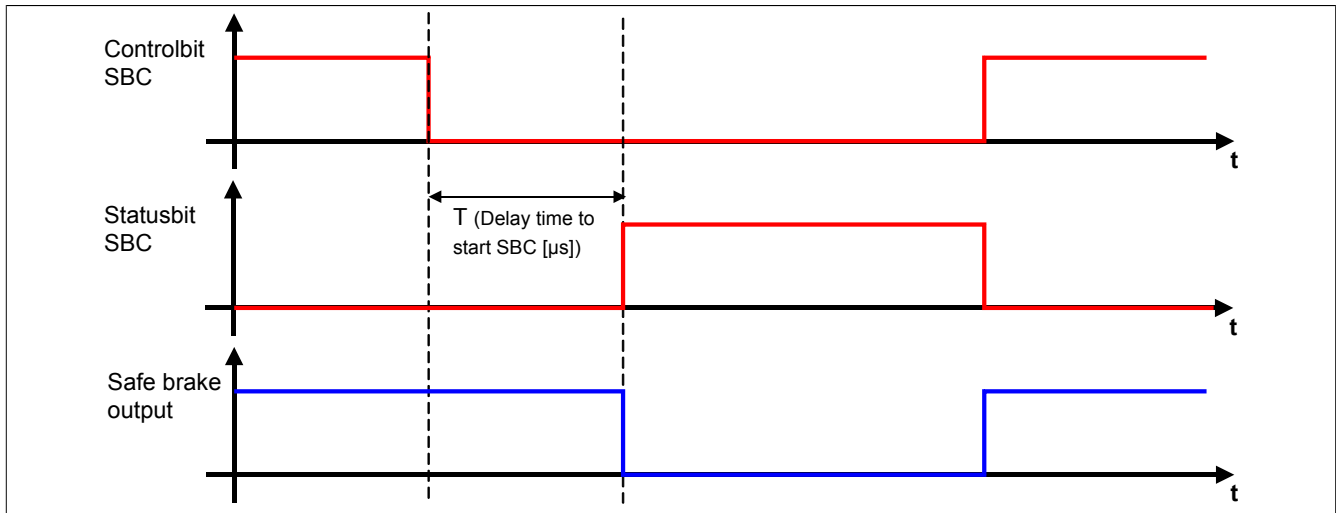 Controlbit
SBC
t
T (Delay time to
start SBC [µs])
Statusbit
SBC
t
Safe brake
output
t